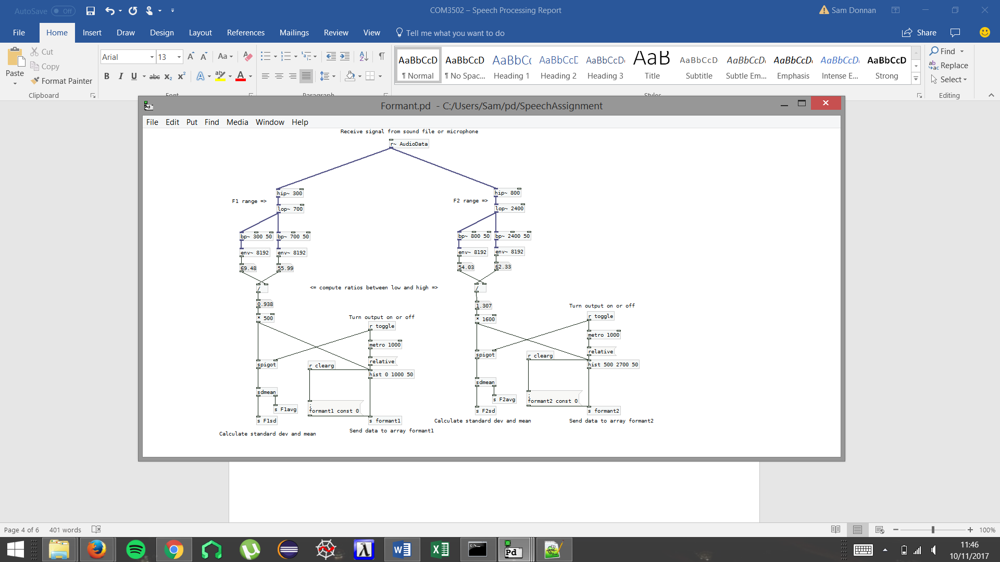 AutoSave Off
COM3502 – Speech Processing Report
Sam Donnan
File Home Insert Draw Design Layout References Mailings Review View Tell me what you want to do
Share
Paste
Cut
Copy
Format Painter
Clipboard
Arial 13
Font
Paragraph
AaBbCcD ¶ Normal
AaBbCcD ¶ No Spac...
AaBbCc Heading 1
AaBbCcC Heading 2
AaBbCcD Heading 3
AaB Title
AaBbCcD Subtitle
AaBbCcD Subtle Em...
AaBbCcD Emphasis
AaBbCcD Intense E...
AaBbCcD Strong
Styles
Find
Replace
Select
Editing
Formant.pd - C:/Users/Sam/pd/SpeechAssignment
File Edit Put Find Media Window Help
Receive signal from sound file or microphone
r~ AudioData
hip~ 300
hip~ 800
F1 range =>
F2 range =>
lop~ 700
lop~ 2400
bp~ 300 50
bp~ 700 50
bp~ 800 50
bp~ 2400 50
env~ 8192
env~ 8192
env~ 8192
env~ 8192
69.48
55.99
54.03
62.33
/
<= compute ratios between low and high =>
/
0.938
1.307
Turn output on or off
* 500
Turn output on or off
* 1600
r toggle
r toggle
metro 1000
metro 1000
relative
relative
spigot
r clearg
hist 0 1000 50
spigot
r clearg
hist 500 2700 50
sdmean
sdmean
s F1avg
s F2avg
;
formant1 const 0
;
formant2 const 0
s F1sd
s formant1
s F2sd
s formant2
Calculate standard dev and mean
Send data to array formant1
Calculate standard dev and mean
Send data to array formant2
Page 4 of 6 401 words
100%
11:46
10/11/2017